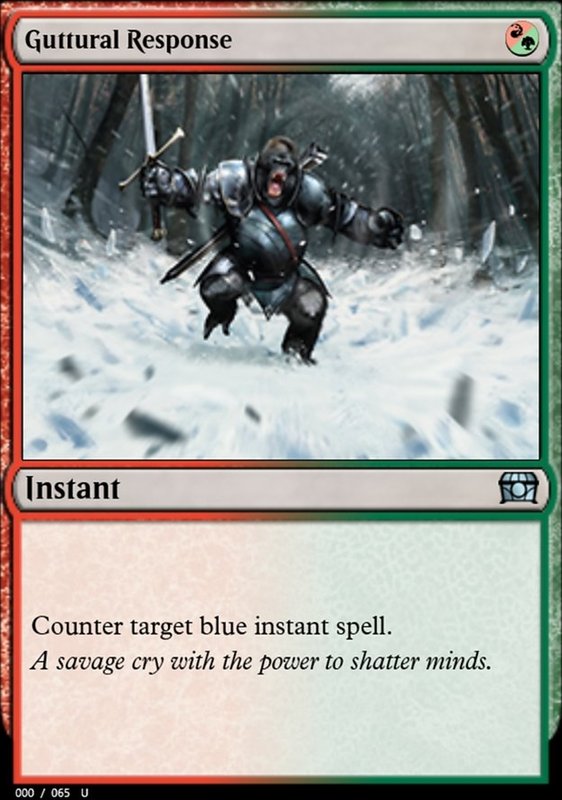 Guttural Response
Instant
Counter target blue instant spell.
A savage cry with the power to shatter minds.
000 / 065 U